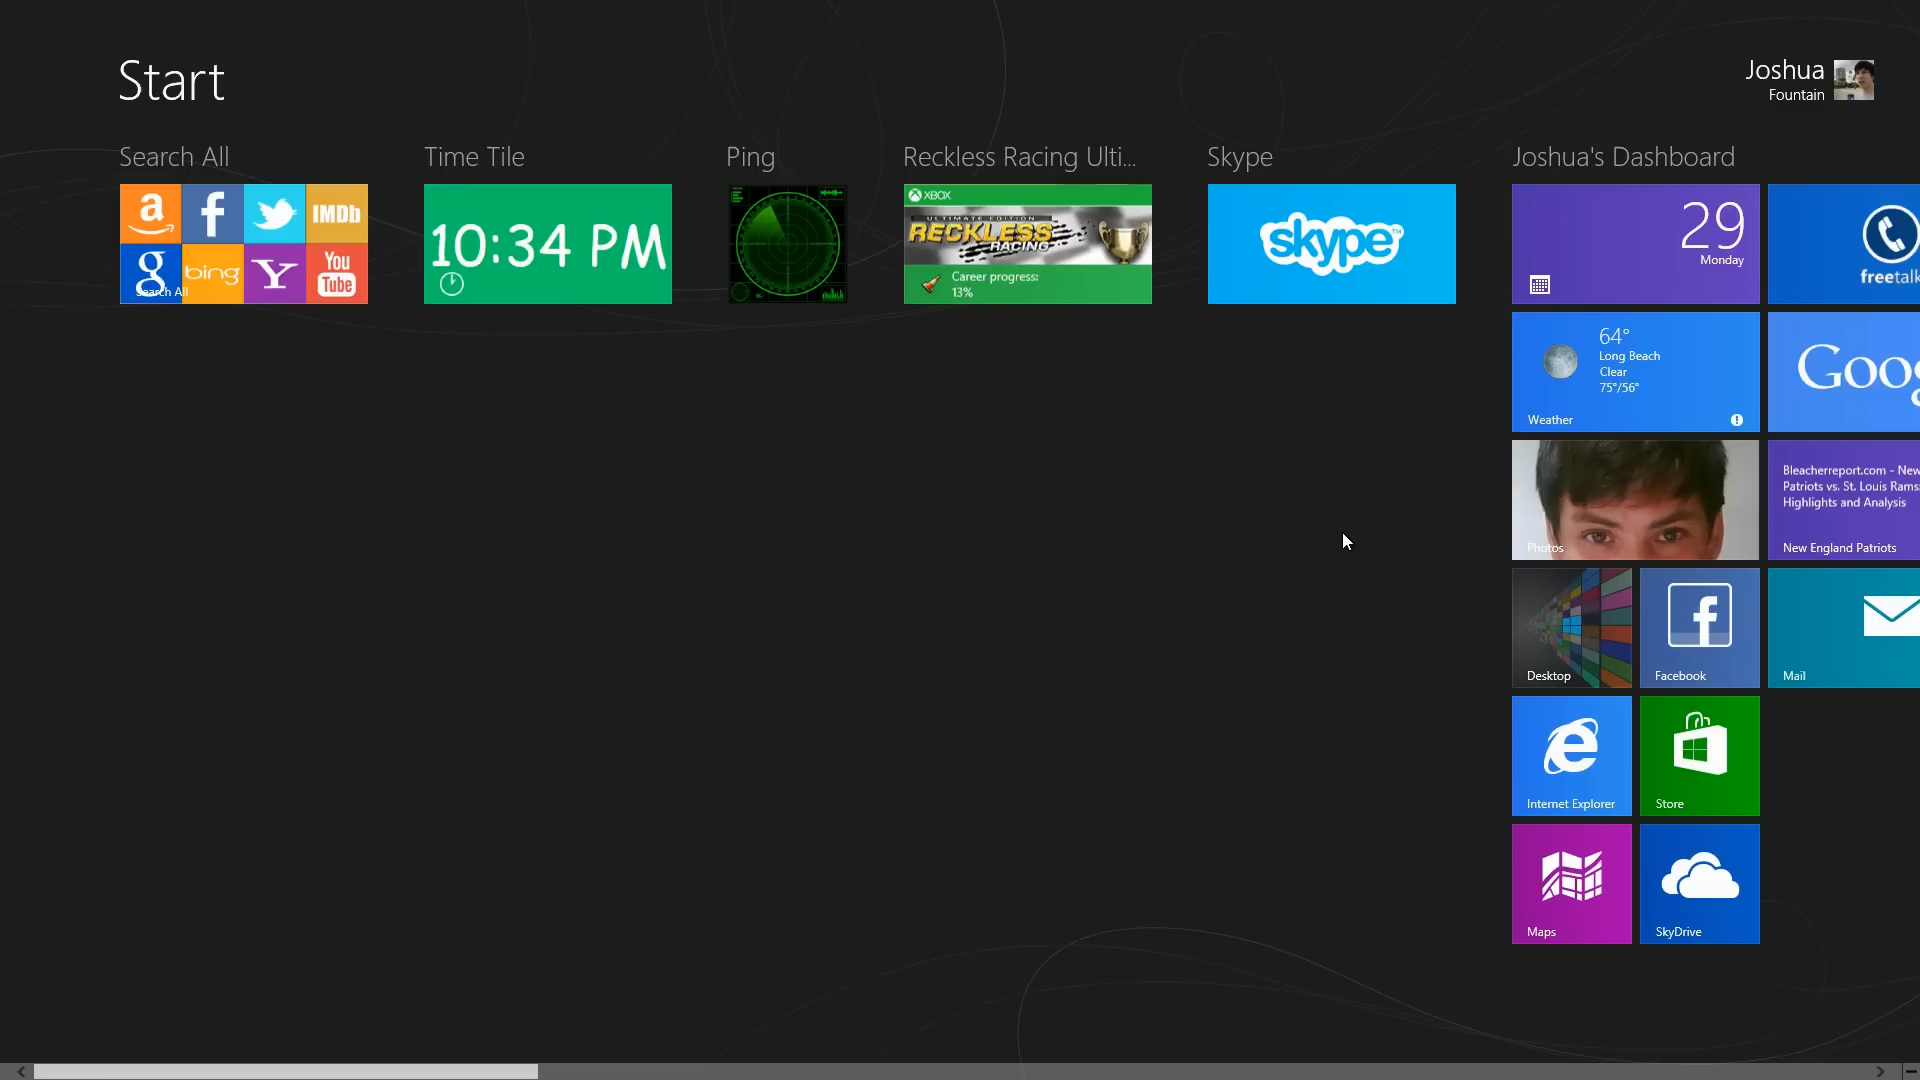 Start
Joshua
Fountain
Search All
Time Tile
Ping
Reckless Racing Ulti...
Skype
Joshua's Dashboard
a
f
IMDb
g
bing
Y
You
Tube
Search All
10:34 PM
XBOX
ULTIMATE EDITION
RECKLESS
RACING
Career progress:
13%
skype™
29
Monday
freetalk
64°
Long Beach
Clear
75°/56°
Weather
Goog
Photos
Bleacherreport.com - New
Patriots vs. St. Louis Rams:
Highlights and Analysis
New England Patriots
Desktop
f
Facebook
Mail
Internet Explorer
Store
Maps
SkyDrive